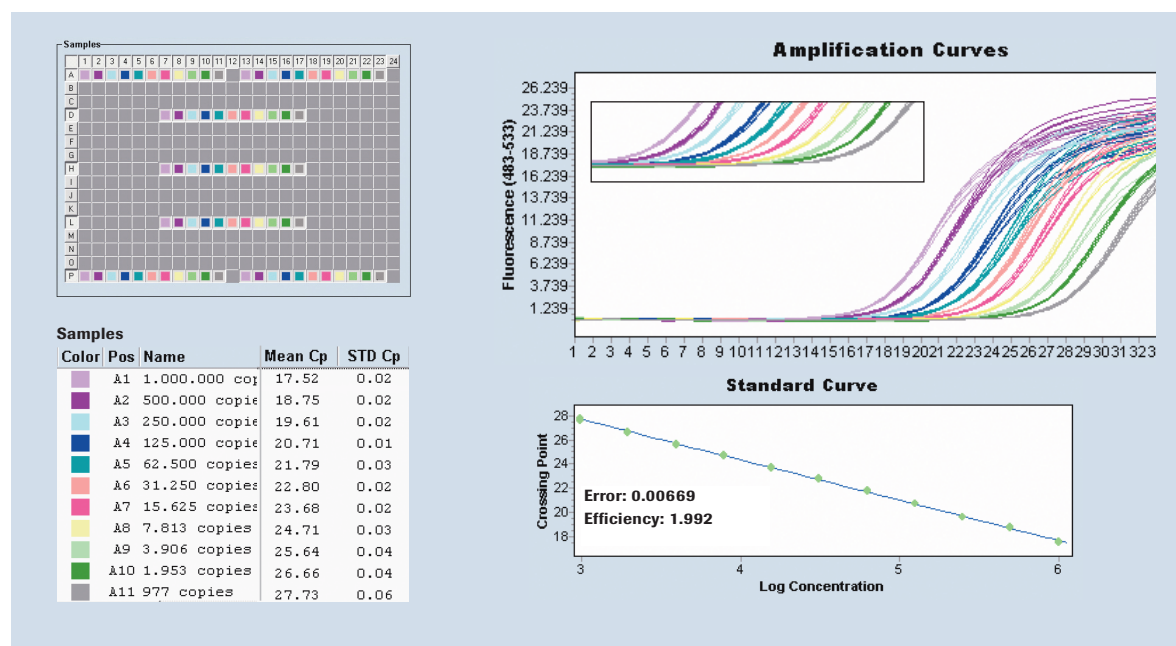 Samples
1 2 3 4 5 6 7 8 9 10 11 12 13 14 15 16 17 18 19 20 21 22 23 24
A
B
C
D
E
F
G
H
I
J
K
L
M
N
O
P
Samples
Color Pos Name Mean Cp STD Cp
A1 1.000.000 cop 17.52 0.02
A2 500.000 copie 18.75 0.02
A3 250.000 copie 19.61 0.02
A4 125.000 copie 20.71 0.01
A5 62.500 copies 21.79 0.03
A6 31.250 copies 22.80 0.02
A7 15.625 copies 23.68 0.02
A8 7.813 copies 24.71 0.03
A9 3.906 copies 25.64 0.04
A10 1.953 copies 26.66 0.04
A11 977 copies 27.73 0.06
Amplification Curves
Fluorescence (483-533)
26.239
23.739
21.239
18.739
16.239
13.739
11.239
8.739
6.239
3.739
1.239
1 2 3 4 5 6 7 8 9 10 11 12 13 14 15 16 17 18 19 20 21 22 23 24 25 26 27 28 29 30 31 32 33
Standard Curve
Crossing Point
28
26
24
22
20
18
Error: 0.00669
Efficiency: 1.992
3 4 5 6
Log Concentration